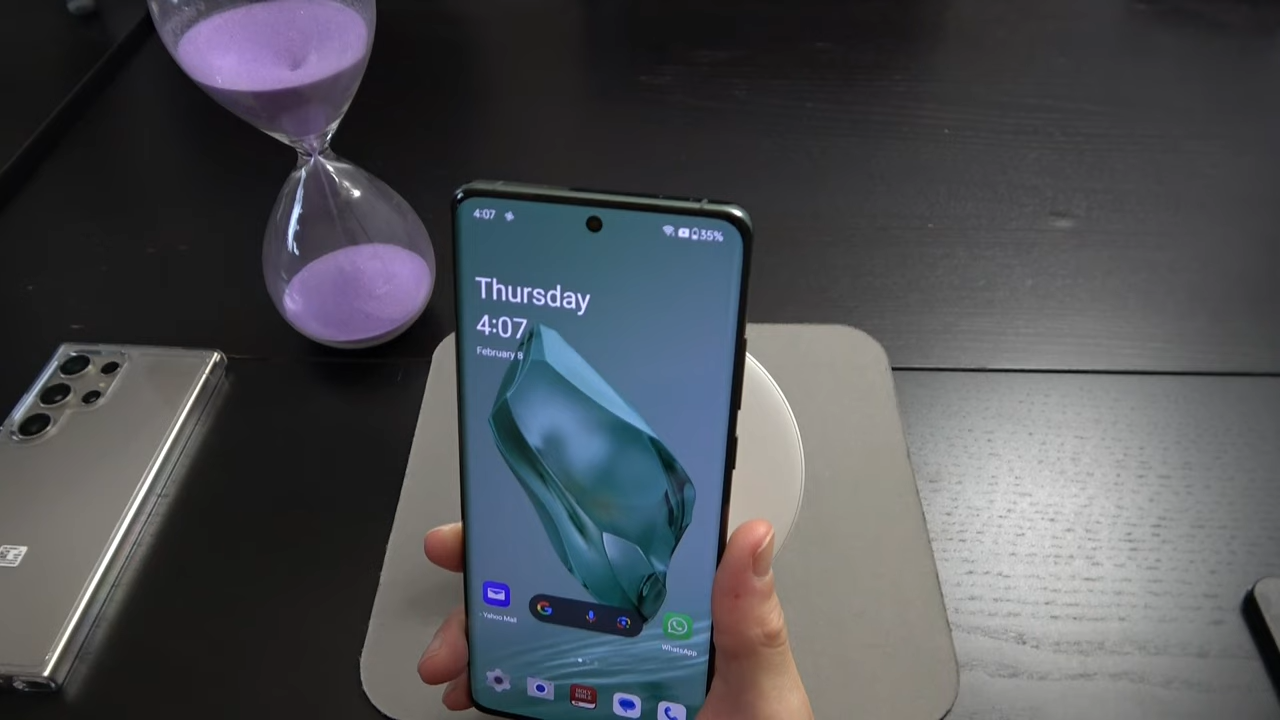 4:07
35%
Thursday
4:07
February 8
Yahoo Mail
G
WhatsApp
HOLY
BIBLE